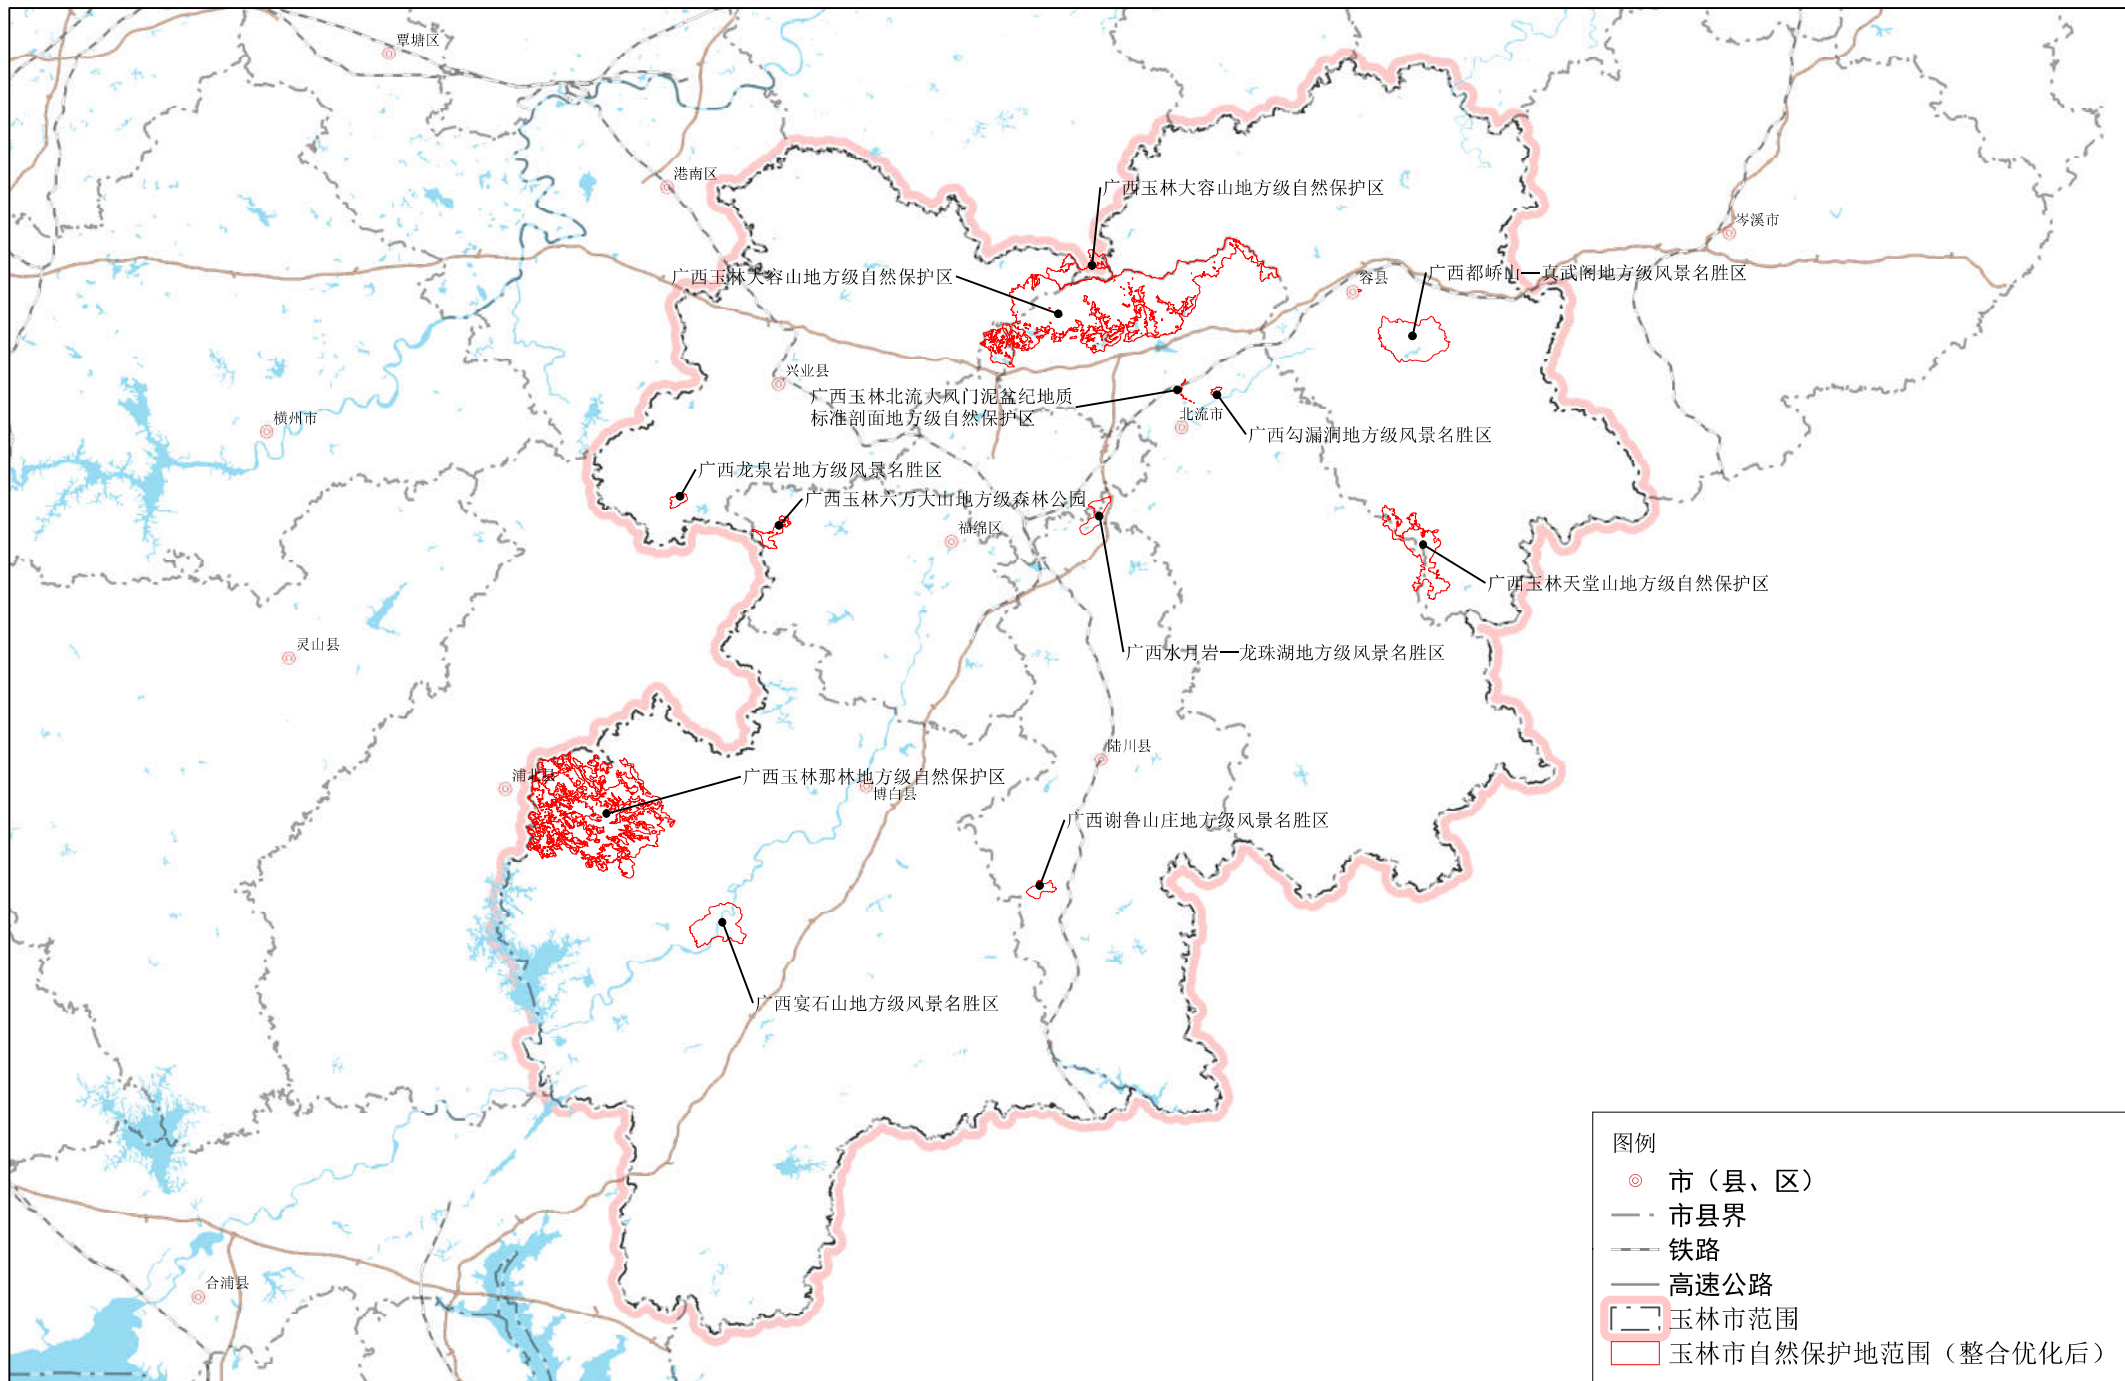 覃塘区
港南区
广西玉林大容山地方级自然保护区
岑溪市
广西玉林大容山地方级自然保护区
容县
广西都峤山—真武阁地方级风景名胜区
兴业县
广西玉林北流大风门泥盆纪地质
标准剖面地方级自然保护区
横州市
北流市
广西勾漏洞地方级风景名胜区
广西龙泉岩地方级风景名胜区
广西玉林六万大山地方级森林公园
福绵区
广西玉林天堂山地方级自然保护区
灵山县
广西水月岩—龙珠湖地方级风景名胜区
陆川县
浦北县
广西玉林那林地方级自然保护区
博白县
广西谢鲁山庄地方级风景名胜区
广西宴石山地方级风景名胜区
合浦县
图例
市（县、区）
市县界
铁路
高速公路
玉林市范围
玉林市自然保护地范围（整合优化后）